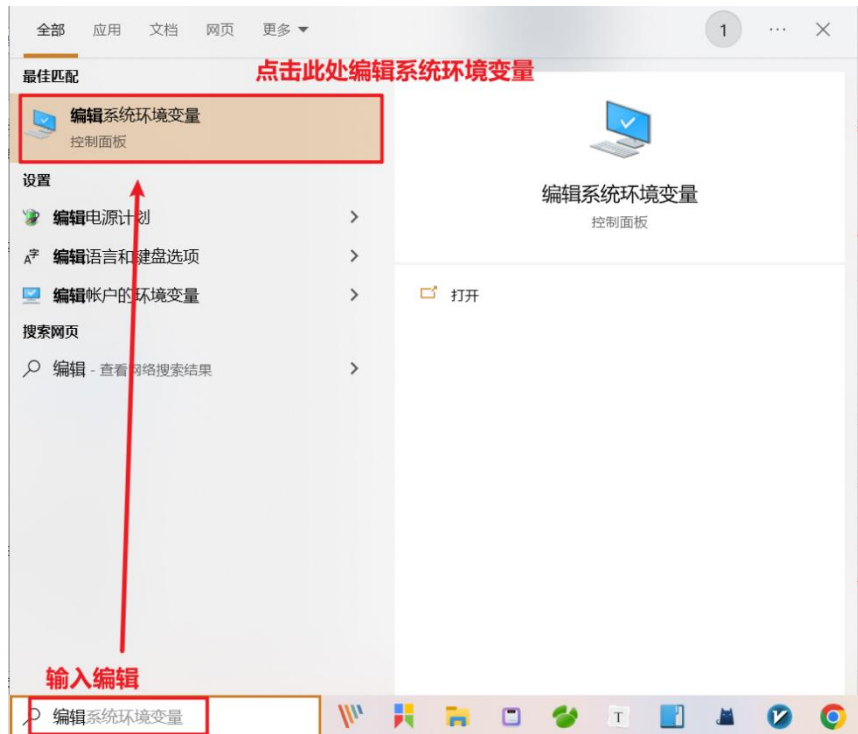 全部 应用 文档 网页 更多 1 ...
最佳匹配
点击此处编辑系统环境变量
编辑系统环境变量
控制面板
设置
编辑电源计划
A字 编辑语言和键盘选项
编辑帐户的环境变量
搜索网页
编辑 - 查看网络搜索结果
编辑系统环境变量
控制面板
打开
输入编辑
编辑系统环境变量
T